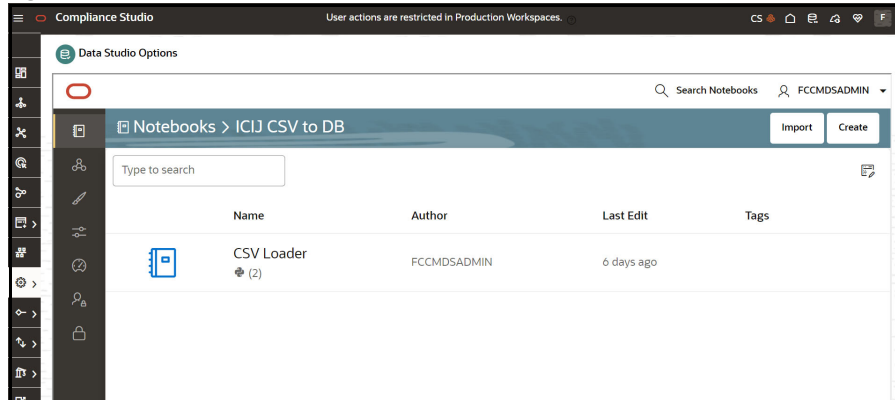 Compliance Studio
User actions are restricted in Production Workspaces.
CS
F
Data Studio Options
Search Notebooks
FCCMDSADMIN
Notebooks > ICIJ CSV to DB
Import
Create
Type to search
Name Author Last Edit Tags
CSV Loader
FCCMDSADMIN 6 days ago
(2)